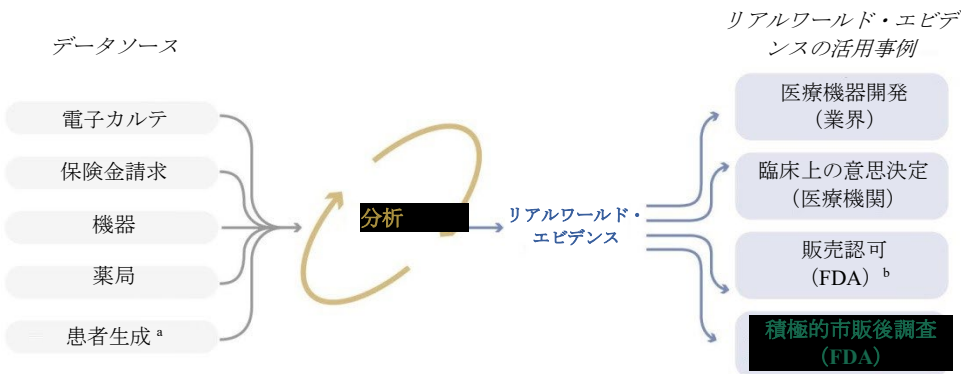 データソース
リアルワールド・エビデ
ンスの活用事例
電子カルテ
保険金請求
機器
薬局
患者生成 a
分析
リアルワールド・
エビデンス
医療機器開発
（業界）
臨床上の意思決定
（医療機関）
販売認可
（FDA） b
積極的市販後調査
（FDA）